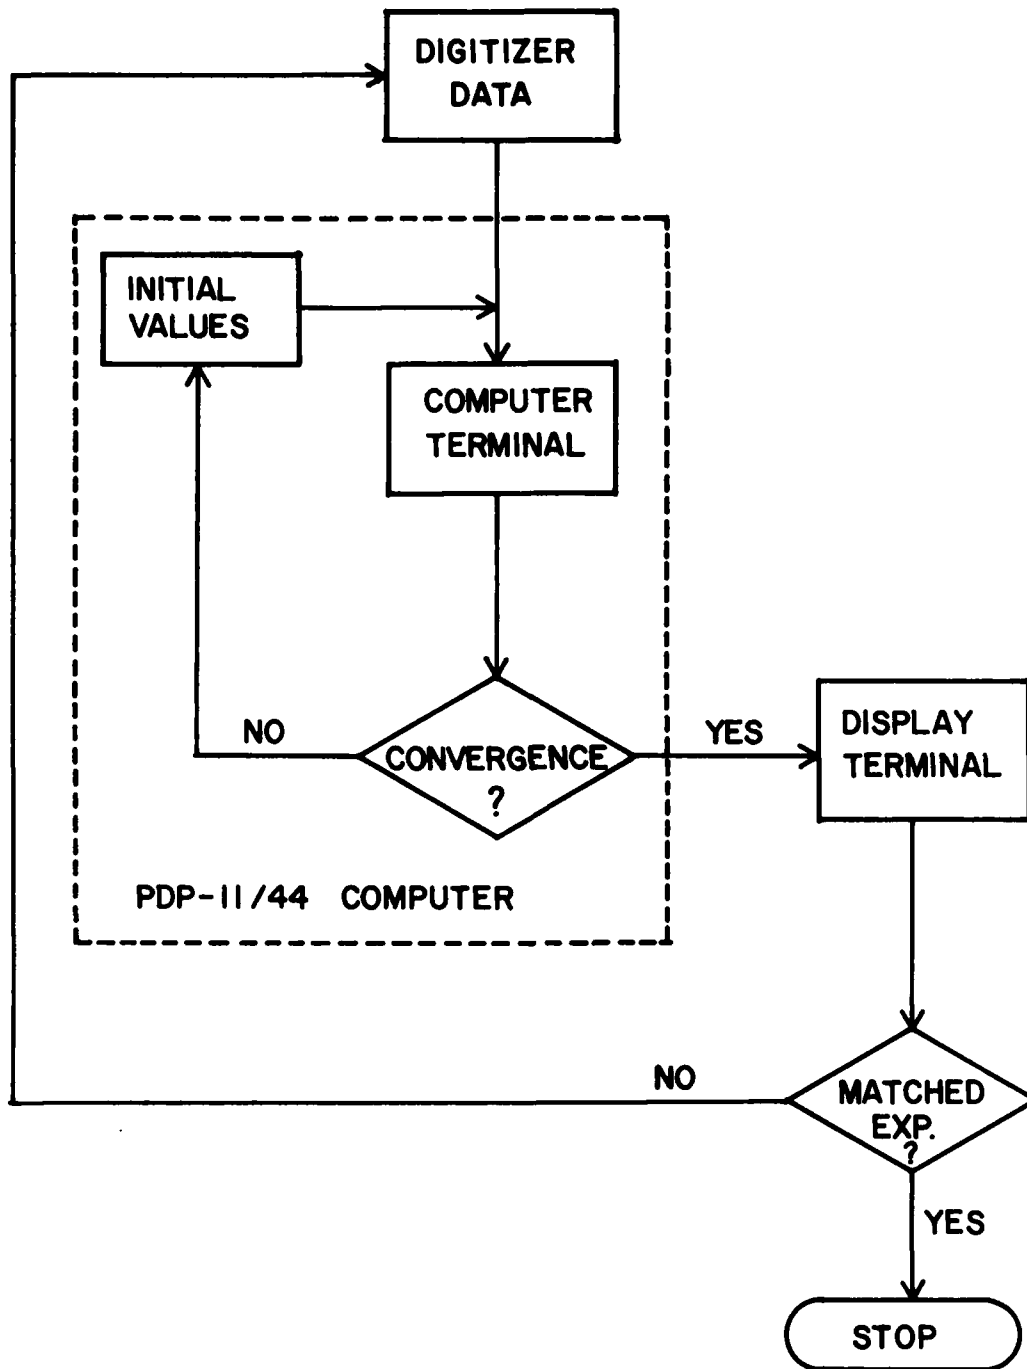 DIGITIZER
DATA
INITIAL
VALUES
COMPUTER
TERMINAL
NO
CONVERGENCE
?
YES
DISPLAY
TERMINAL
PDP-11/44 COMPUTER
NO
MATCHED
EXP.
?
YES
STOP